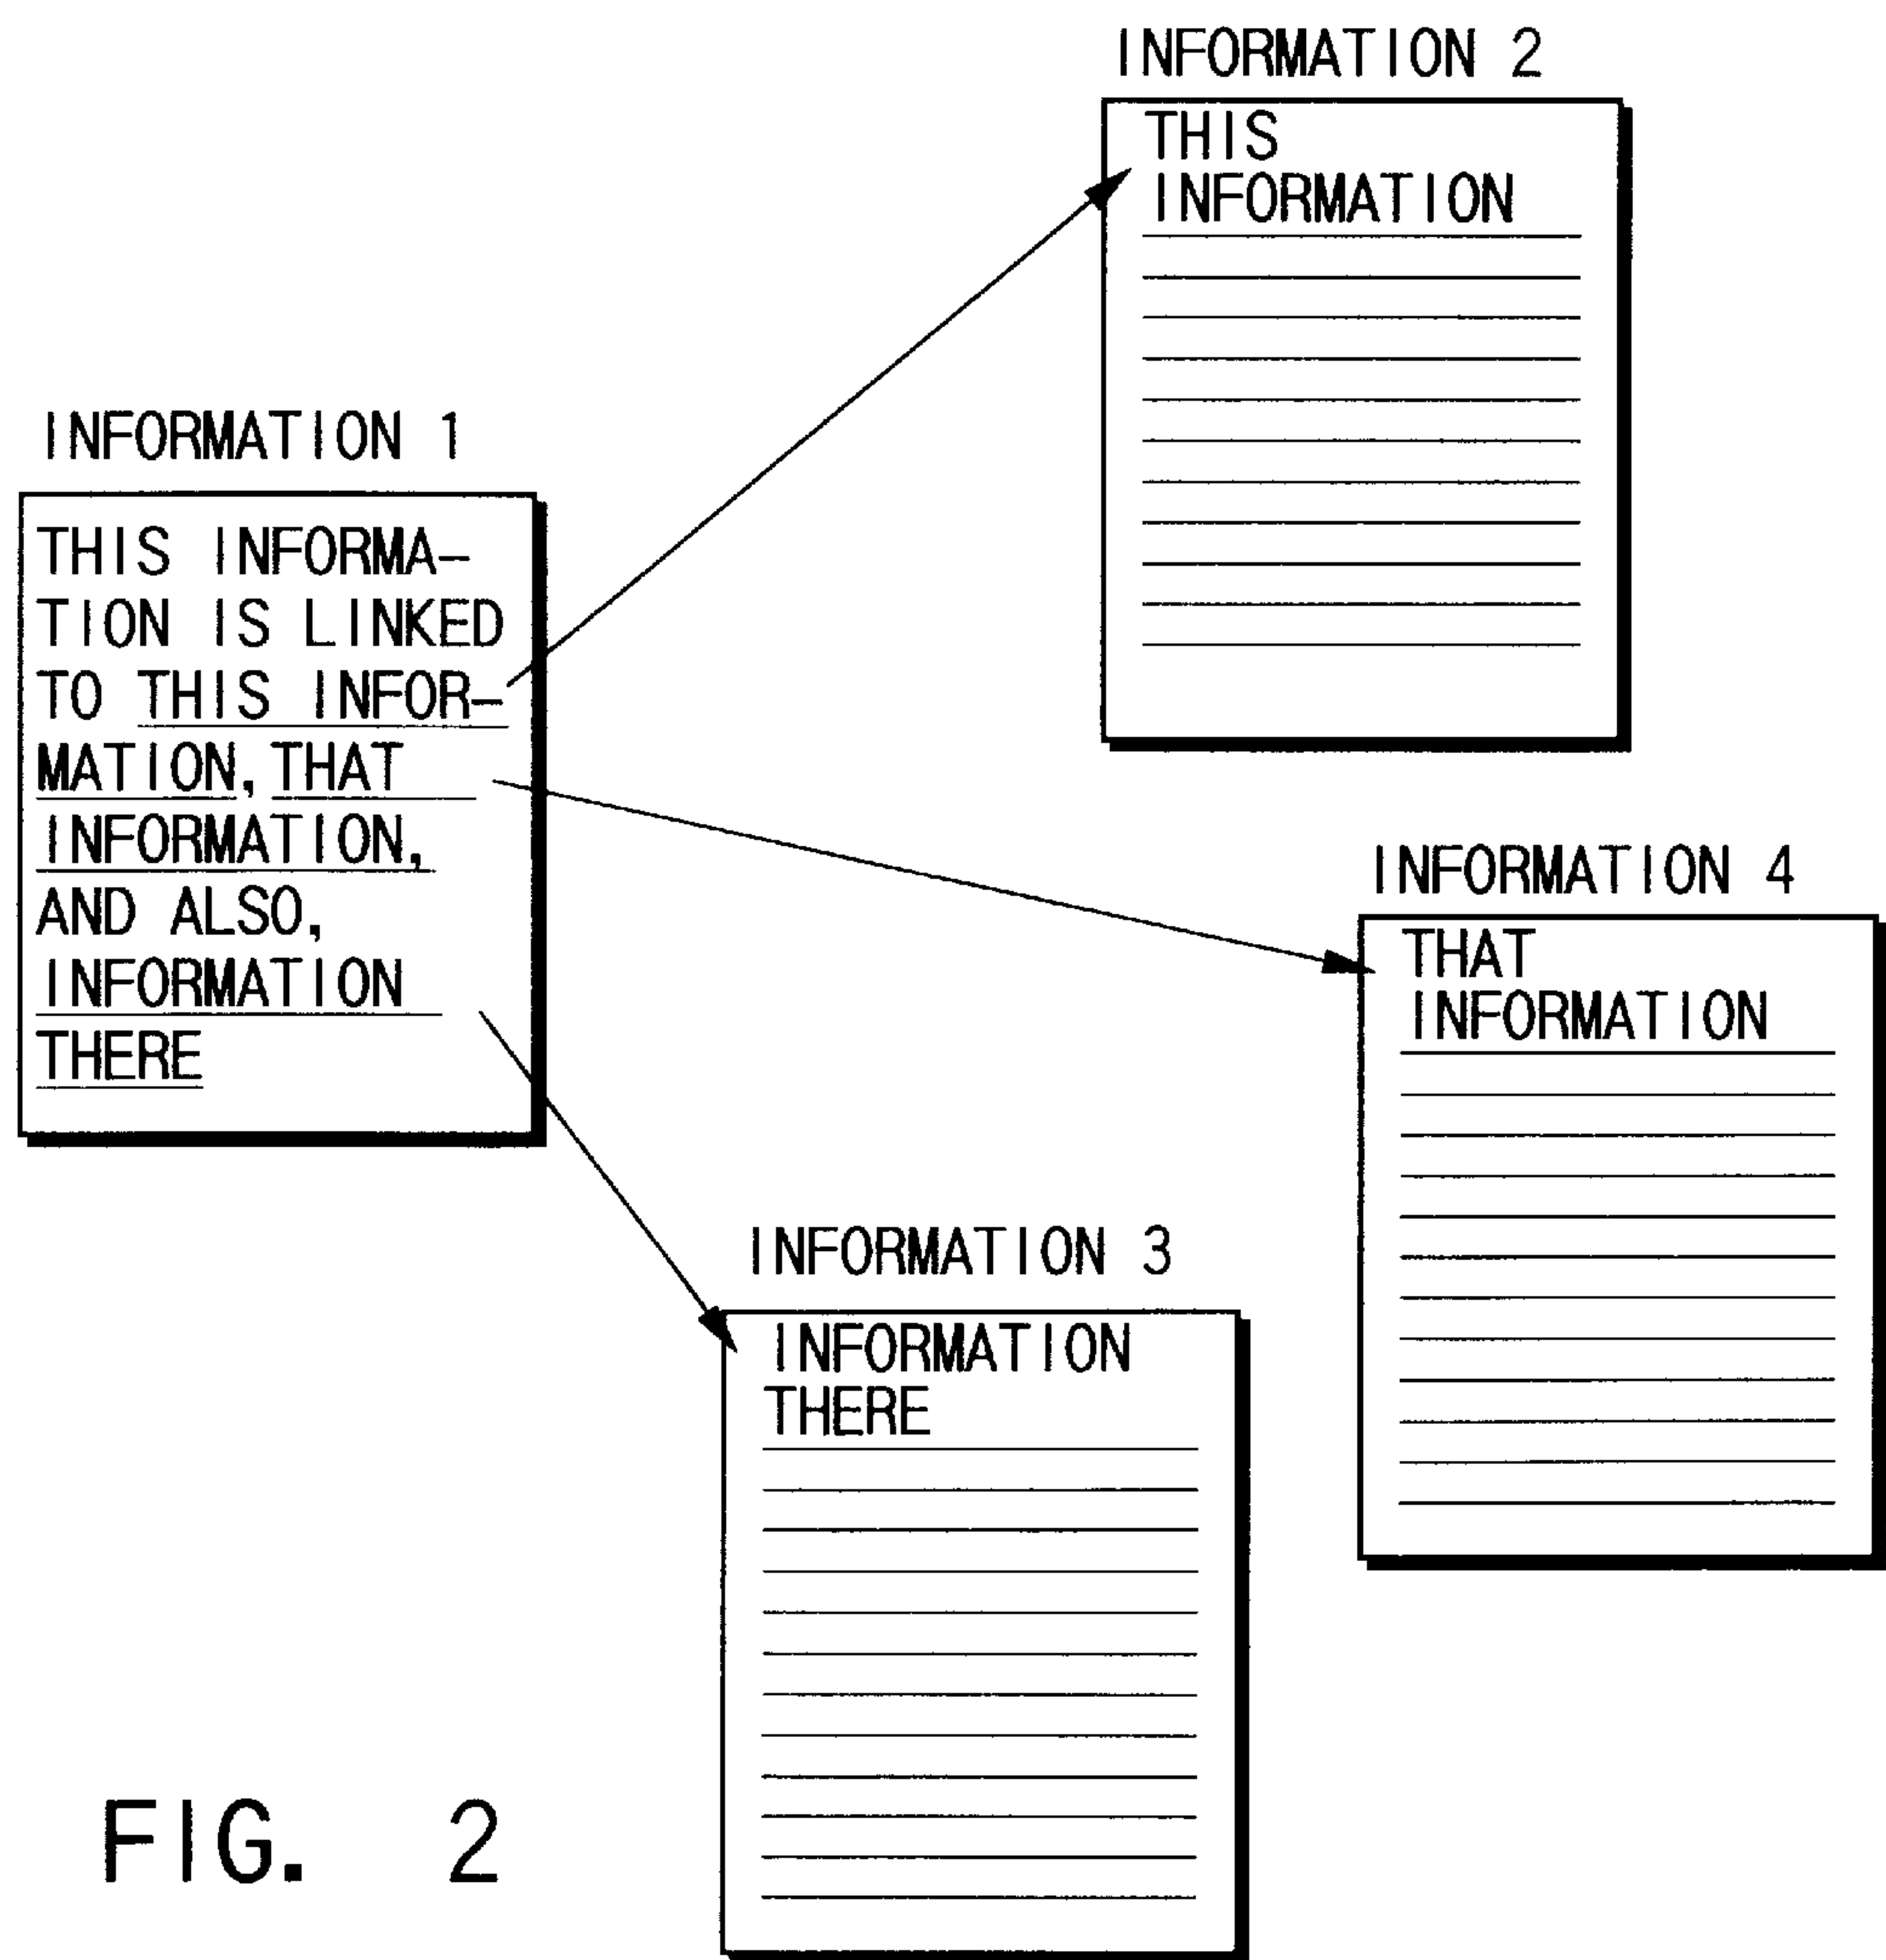 INFORMATION 2
THIS
INFORMATION
INFORMATION 1
THIS INFORMA-
TION IS LINKED
TO THIS INFOR-
MATION, THAT
INFORMATION,
AND ALSO,
INFORMATION
THERE
INFORMATION 4
THAT
INFORMATION
INFORMATION 3
INFORMATION
THERE
FIG. 2